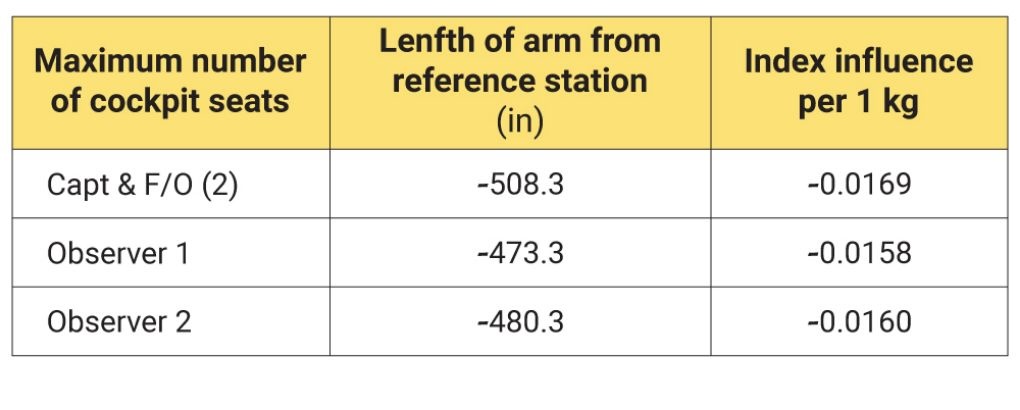 Maximum number
of cockpit seats
Lenfth of arm from
reference station
(in)
Index influence
per 1 kg
Capt & F/O (2)
-508.3
-0.0169
Observer 1
-473.3
-0.0158
Observer 2
-480.3
-0.0160